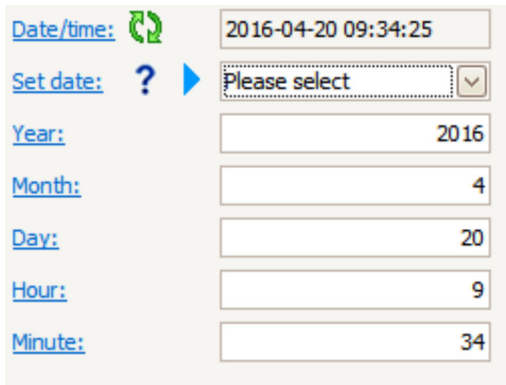 Date/time: 2016-04-20 09:34:25
Set date: ? Please select
Year: 2016
Month: 4
Day: 20
Hour: 9
Minute: 34